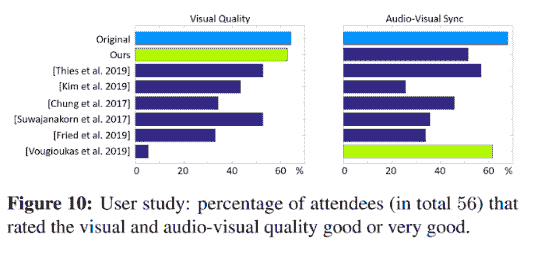 Visual Quality Audio-Visual Sync
Original
Ours
[Thies et al. 2019]
[Kim et al. 2019]
[Chung et al. 2017]
[Suwajanakorn et al. 2017]
[Fried et al. 2019]
[Vougioukas et al. 2019]
0 20 40 60 % 0 20 40 60 %
Figure 10: User study: percentage of attendees (in total 56) that
rated the visual and audio-visual quality good or very good.